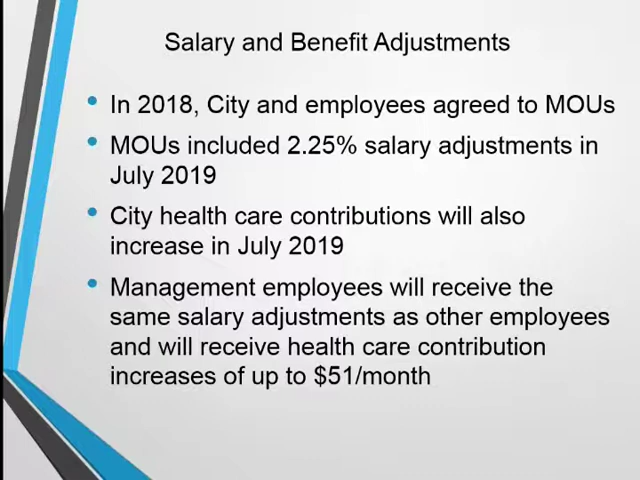 Salary and Benefit Adjustments
• In 2018, City and employees agreed to MOUs
• MOUs included 2.25% salary adjustments in
July 2019
• City health care contributions will also
increase in July 2019
• Management employees will receive the
same salary adjustments as other employees
and will receive health care contribution
increases of up to $51/month